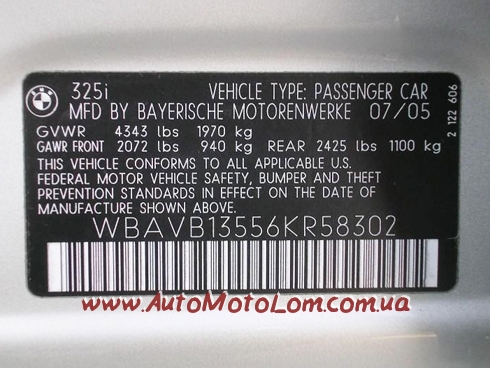 BMW
325i VEHICLE TYPE: PASSENGER CAR
MFD BY BAYERISCHE MOTORENWERKE 07/05
GVWR 4343 lbs 1970 kg
GAWR FRONT 2072 lbs 940 kg REAR 2425 lbs 1100 kg
THIS VEHICLE CONFORMS TO ALL APPLICABLE U.S.
FEDERAL MOTOR VEHICLE SAFETY, BUMPER AND THEFT
PREVENTION STANDARDS IN EFFECT ON THE DATE
OF MANUFACTURE SHOWN ABOVE.
WBAVB13556KR58302
2 122 606
www.AutoMotoLom.com.ua